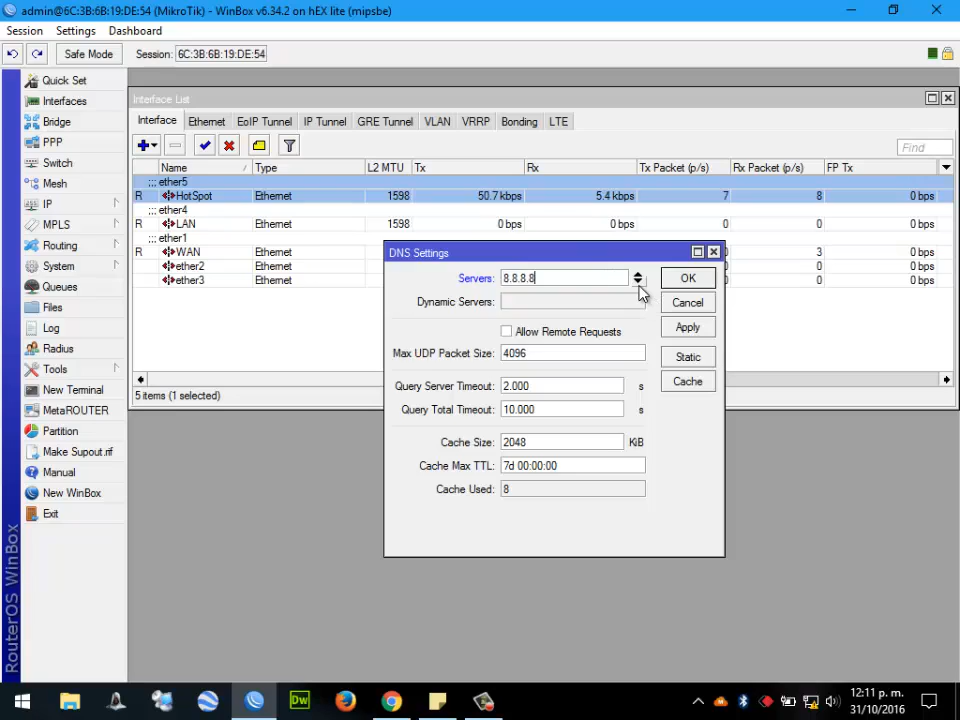 admin@6C:3B:6B:19:DE:54 (MikroTik) - WinBox v6.34.2 on hEX lite (mipsbe)
Session Settings Dashboard
Safe Mode Session: 6C:3B:6B:19:DE:54
Quick Set
Interfaces
Bridge
PPP
Switch
Mesh
IP
MPLS
Routing
System
Queues
Files
Log
Radius
Tools
New Terminal
MetaROUTER
Partition
Make Supout.rif
Manual
New WinBox
Exit
RouterOS WinBox
Interface List
Interface Ethernet EoIP Tunnel IP Tunnel GRE Tunnel VLAN VRRP Bonding LTE
Find
Name Type L2 MTU Tx Rx Tx Packet (p/s) Rx Packet (p/s) FP Tx
;;; ether5
R HotSpot Ethernet 1598 50.7 kbps 5.4 kbps 7 8 0 bps
;;; ether4
R LAN Ethernet 1598 0 bps 0 bps 0 0 0 bps
;;; ether1
R WAN Ethernet 3 0 bps
ether2 Ethernet 0 0 bps
ether3 Ethernet 0 0 bps
5 items (1 selected)
DNS Settings
Servers: 8.8.8.8
Dynamic Servers:
Allow Remote Requests
Max UDP Packet Size: 4096
Query Server Timeout: 2.000 s
Query Total Timeout: 10.000 s
Cache Size: 2048 KiB
Cache Max TTL: 7d 00:00:00
Cache Used: 8
OK
Cancel
Apply
Static
Cache
Dw
12:11 p. m.
31/10/2016